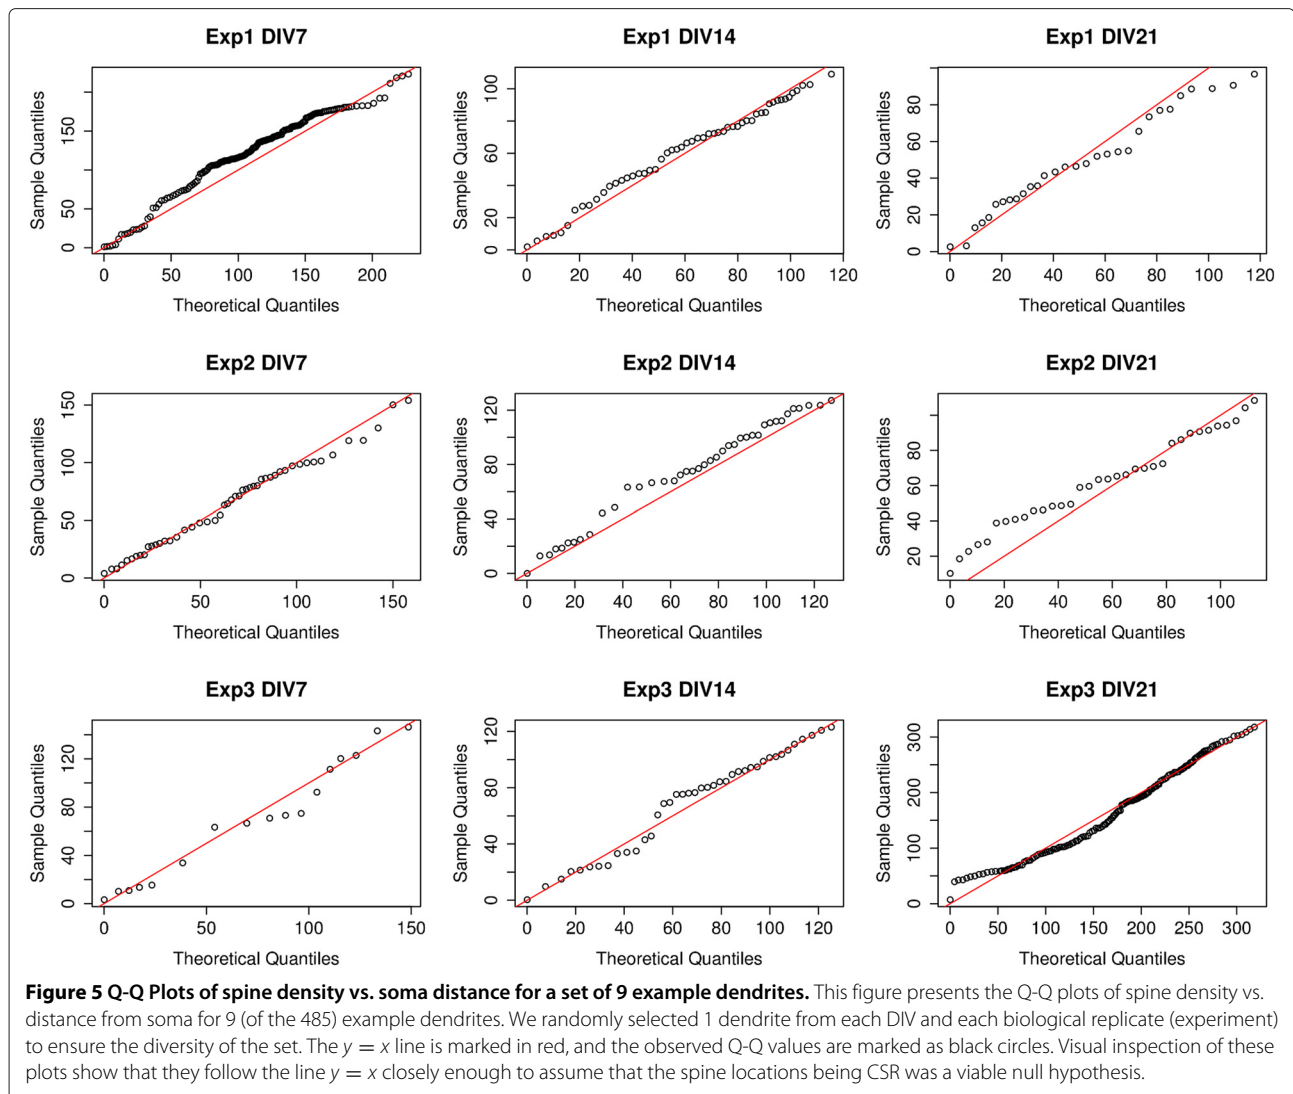 Exp1 DIV7
Sample Quantiles
0 50 150
0 50 100 150 200
Theoretical Quantiles
Exp1 DIV14
Sample Quantiles
0 20 60 100
0 20 40 60 80 100 120
Theoretical Quantiles
Exp1 DIV21
Sample Quantiles
0 20 40 60 80
0 20 40 60 80 100 120
Theoretical Quantiles
Exp2 DIV7
Sample Quantiles
0 50 100 150
0 50 100 150
Theoretical Quantiles
Exp2 DIV14
Sample Quantiles
0 40 80 120
0 20 40 60 80 100 120
Theoretical Quantiles
Exp2 DIV21
Sample Quantiles
20 60 80
0 20 40 60 80 100
Theoretical Quantiles
Exp3 DIV7
Sample Quantiles
0 40 80 120
0 50 100 150
Theoretical Quantiles
Exp3 DIV14
Sample Quantiles
0 40 80 120
0 20 40 60 80 100 120
Theoretical Quantiles
Exp3 DIV21
Sample Quantiles
0 100 200 300
0 50 100 150 200 250 300
Theoretical Quantiles
Figure 5 Q-Q Plots of spine density vs. soma distance for a set of 9 example dendrites. This figure presents the Q-Q plots of spine density vs.
distance from soma for 9 (of the 485) example dendrites. We randomly selected 1 dendrite from each DIV and each biological replicate (experiment)
to ensure the diversity of the set. The y = x line is marked in red, and the observed Q-Q values are marked as black circles. Visual inspection of these
plots show that they follow the line y = x closely enough to assume that the spine locations being CSR was a viable null hypothesis.